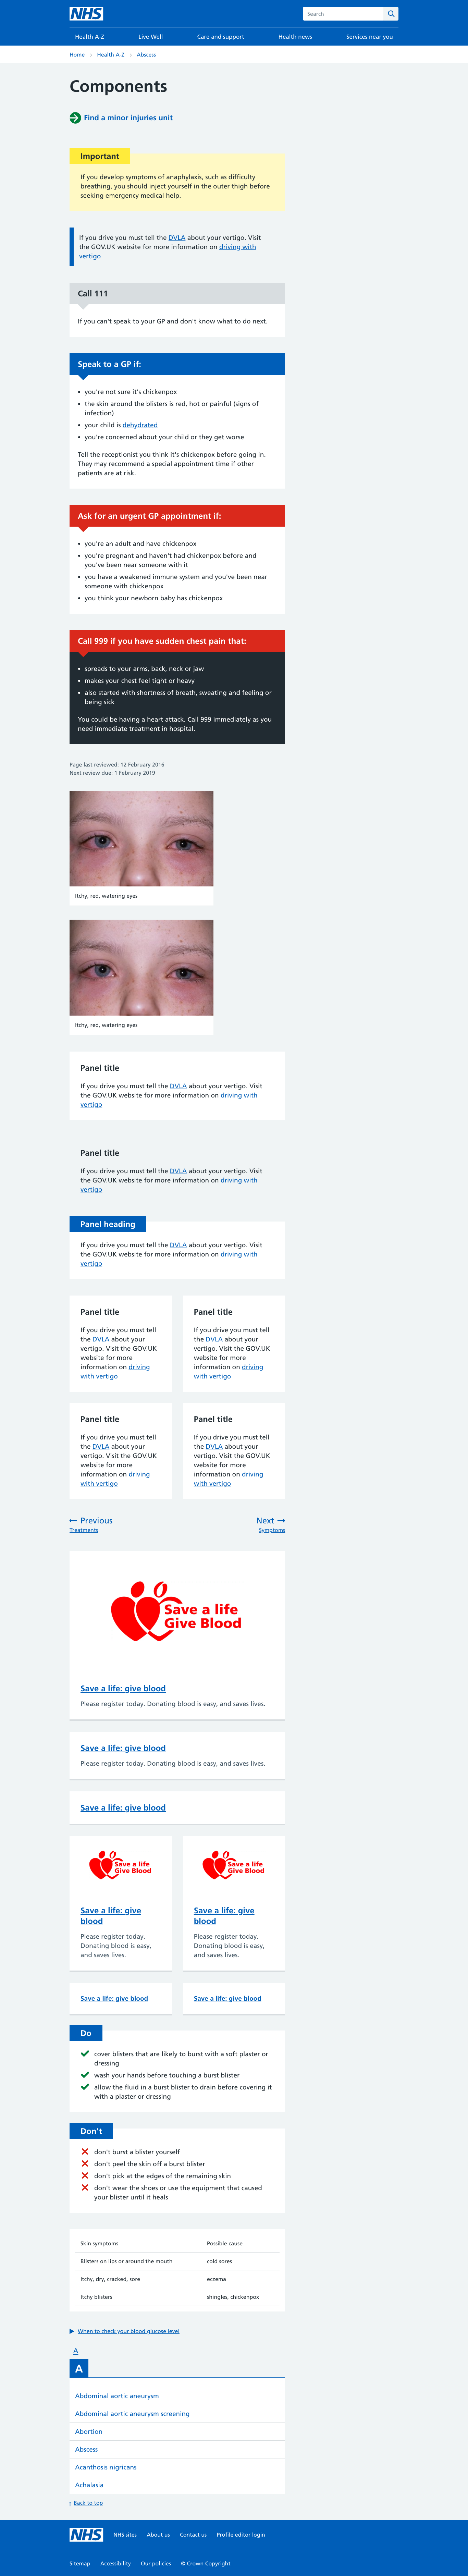 NHS
Search
Health A-Z
Live Well
Care and support
Health news
Services near you
Home › Health A-Z › Abscess
Components
Find a minor injuries unit
Important
If you develop symptoms of anaphylaxis, such as difficulty
breathing, you should inject yourself in the outer thigh before
seeking emergency medical help.
If you drive you must tell the DVLA about your vertigo. Visit
the GOV.UK website for more information on driving with
vertigo
Call 111
If you can't speak to your GP and don't know what to do next.
Speak to a GP if:
• you're not sure it's chickenpox
• the skin around the blisters is red, hot or painful (signs of
infection)
• your child is dehydrated
• you're concerned about your child or they get worse
Tell the receptionist you think it's chickenpox before going in.
They may recommend a special appointment time if other
patients are at risk.
Ask for an urgent GP appointment if:
• you're an adult and have chickenpox
• you're pregnant and haven't had chickenpox before and
you've been near someone with it
• you have a weakened immune system and you've been near
someone with chickenpox
• you think your newborn baby has chickenpox
Call 999 if you have sudden chest pain that:
• spreads to your arms, back, neck or jaw
• makes your chest feel tight or heavy
• also started with shortness of breath, sweating and feeling or
being sick
You could be having a heart attack. Call 999 immediately as you
need immediate treatment in hospital.
Page last reviewed: 12 February 2016
Next review due: 1 February 2019
Itchy, red, watering eyes
Itchy, red, watering eyes
Panel title
If you drive you must tell the DVLA about your vertigo. Visit
the GOV.UK website for more information on driving with
vertigo
Panel title
If you drive you must tell the DVLA about your vertigo. Visit
the GOV.UK website for more information on driving with
vertigo
Panel heading
If you drive you must tell the DVLA about your vertigo. Visit
the GOV.UK website for more information on driving with
vertigo
Panel title
If you drive you must tell
the DVLA about your
vertigo. Visit the GOV.UK
website for more
information on driving
with vertigo
Panel title
If you drive you must tell
the DVLA about your
vertigo. Visit the GOV.UK
website for more
information on driving
with vertigo
Panel title
If you drive you must tell
the DVLA about your
vertigo. Visit the GOV.UK
website for more
information on driving
with vertigo
Panel title
If you drive you must tell
the DVLA about your
vertigo. Visit the GOV.UK
website for more
information on driving
with vertigo
Previous
Treatments
Next
Symptoms
Save a life
Give Blood
Save a life: give blood
Please register today. Donating blood is easy, and saves lives.
Save a life: give blood
Please register today. Donating blood is easy, and saves lives.
Save a life: give blood
Save a life
Give Blood
Save a life: give
blood
Please register today.
Donating blood is easy,
and saves lives.
Save a life
Give Blood
Save a life: give
blood
Please register today.
Donating blood is easy,
and saves lives.
Save a life: give blood
Save a life: give blood
Do
cover blisters that are likely to burst with a soft plaster or
dressing
wash your hands before touching a burst blister
allow the fluid in a burst blister to drain before covering it
with a plaster or dressing
Don't
don't burst a blister yourself
don't peel the skin off a burst blister
don't pick at the edges of the remaining skin
don't wear the shoes or use the equipment that caused
your blister until it heals
Skin symptoms Possible cause
Blisters on lips or around the mouth cold sores
Itchy, dry, cracked, sore eczema
Itchy blisters shingles, chickenpox
When to check your blood glucose level
A
A
Abdominal aortic aneurysm
Abdominal aortic aneurysm screening
Abortion
Abscess
Acanthosis nigricans
Achalasia
Back to top
NHS
NHS sites
About us
Contact us
Profile editor login
Sitemap
Accessibility
Our policies
© Crown Copyright